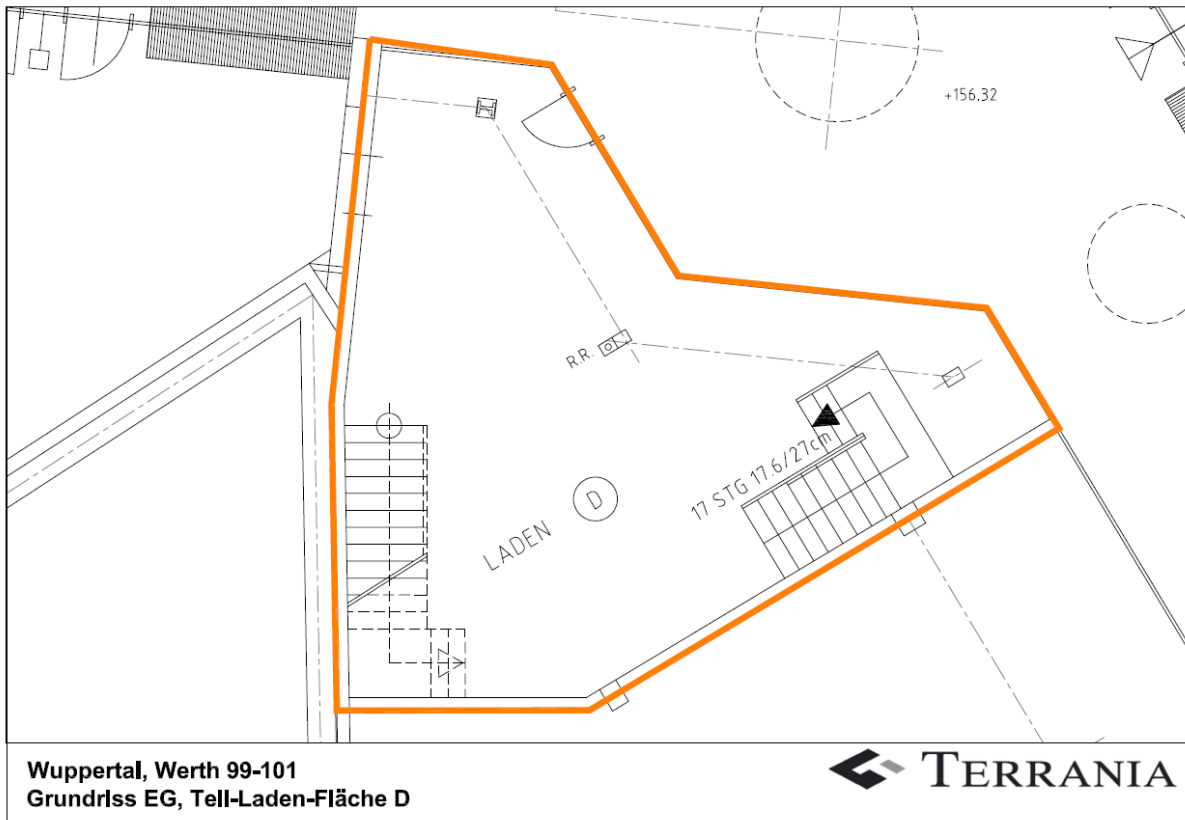 +156.32
R.R.
17 STG 17.6/27cm
LADEN
D
Wuppertal, Werth 99-101
Grundriss EG, Teil-Laden-Fläche D
TERRANIA